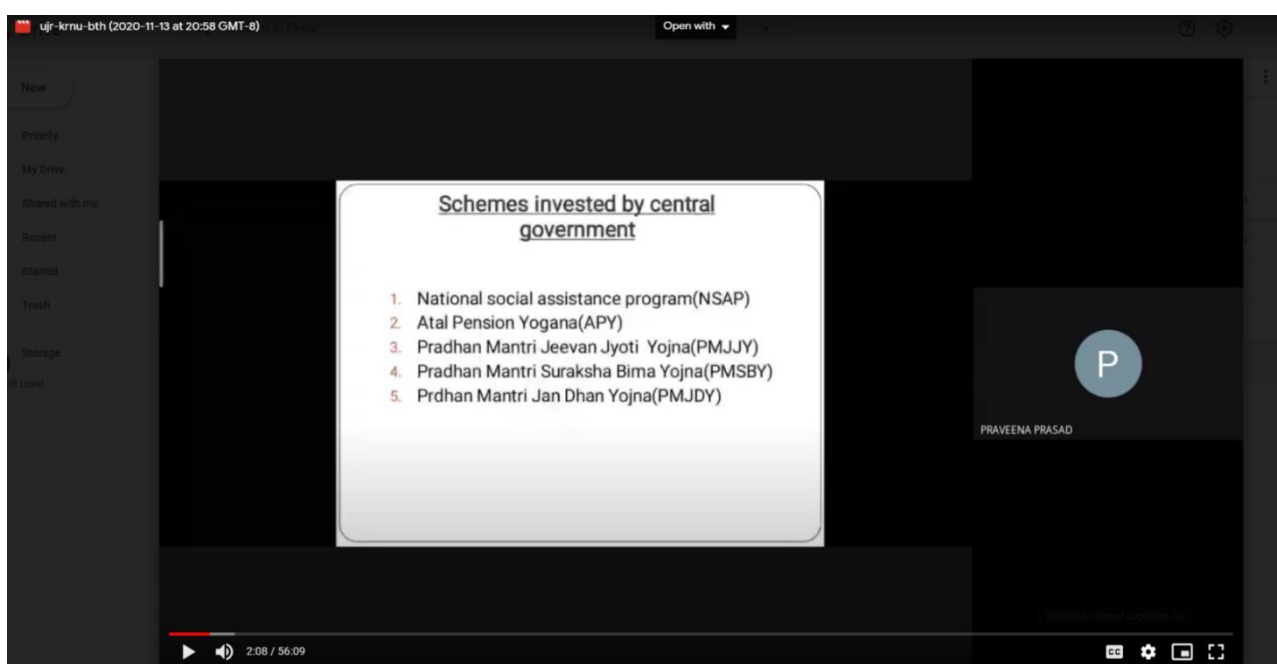 ujr-krnu-bth (2020-11-13 at 20:58 GMT-8)
Open with
New
Priority
My Drive
Shared with me
Recent
Starred
Trash
Storage
used
Schemes invested by central
government
1. National social assistance program(NSAP)
2. Atal Pension Yogana(APY)
3. Pradhan Mantri Jeevan Jyoti Yojna(PMJJY)
4. Pradhan Mantri Suraksha Bima Yojna(PMSBY)
5. Prdhan Mantri Jan Dhan Yojna(PMJDY)
P
PRAVEENA PRASAD
2:08 / 56:09
CC